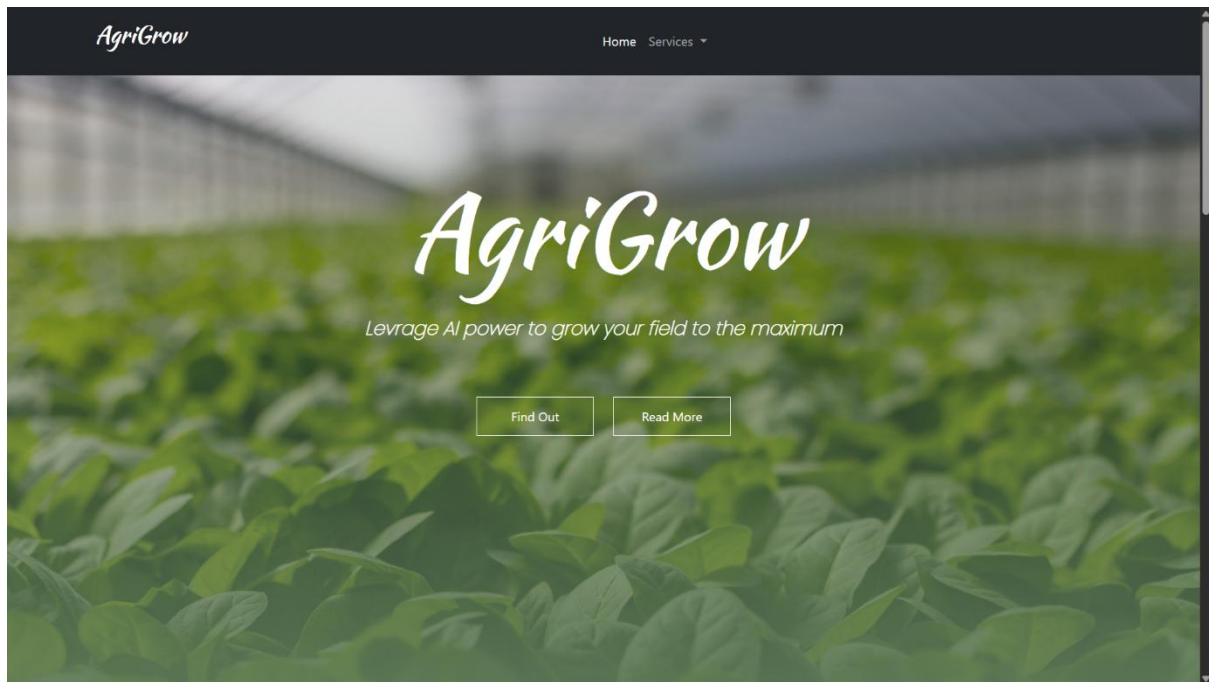 AgriGrow
Home Services
AgriGrow
Levrage AI power to grow your field to the maximum
Find Out Read More